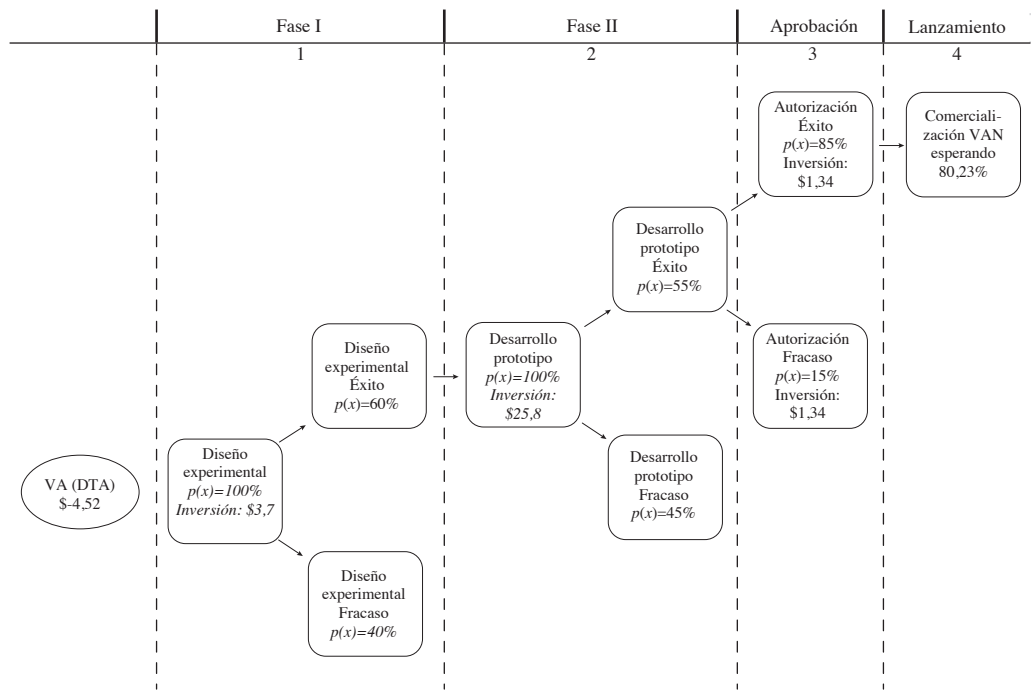 Fase I
Fase II
Aprobación
Lanzamiento
1
2
3
4
Autorización
Éxito
p(x)=85%
Inversión:
$1,34
Comerciali-
zación VAN
esperando
80,23%
Desarrollo
prototipo
Éxito
p(x)=55%
Diseño
experimental
Éxito
p(x)=60%
Desarrollo
prototipo
p(x)=100%
Inversión:
$25,8
Autorización
Fracaso
p(x)=15%
Inversión:
$1,34
VA (DTA)
$-4,52
Diseño
experimental
p(x)=100%
Inversión: $3,7
Desarrollo
prototipo
Fracaso
p(x)=45%
Diseño
experimental
Fracaso
p(x)=40%